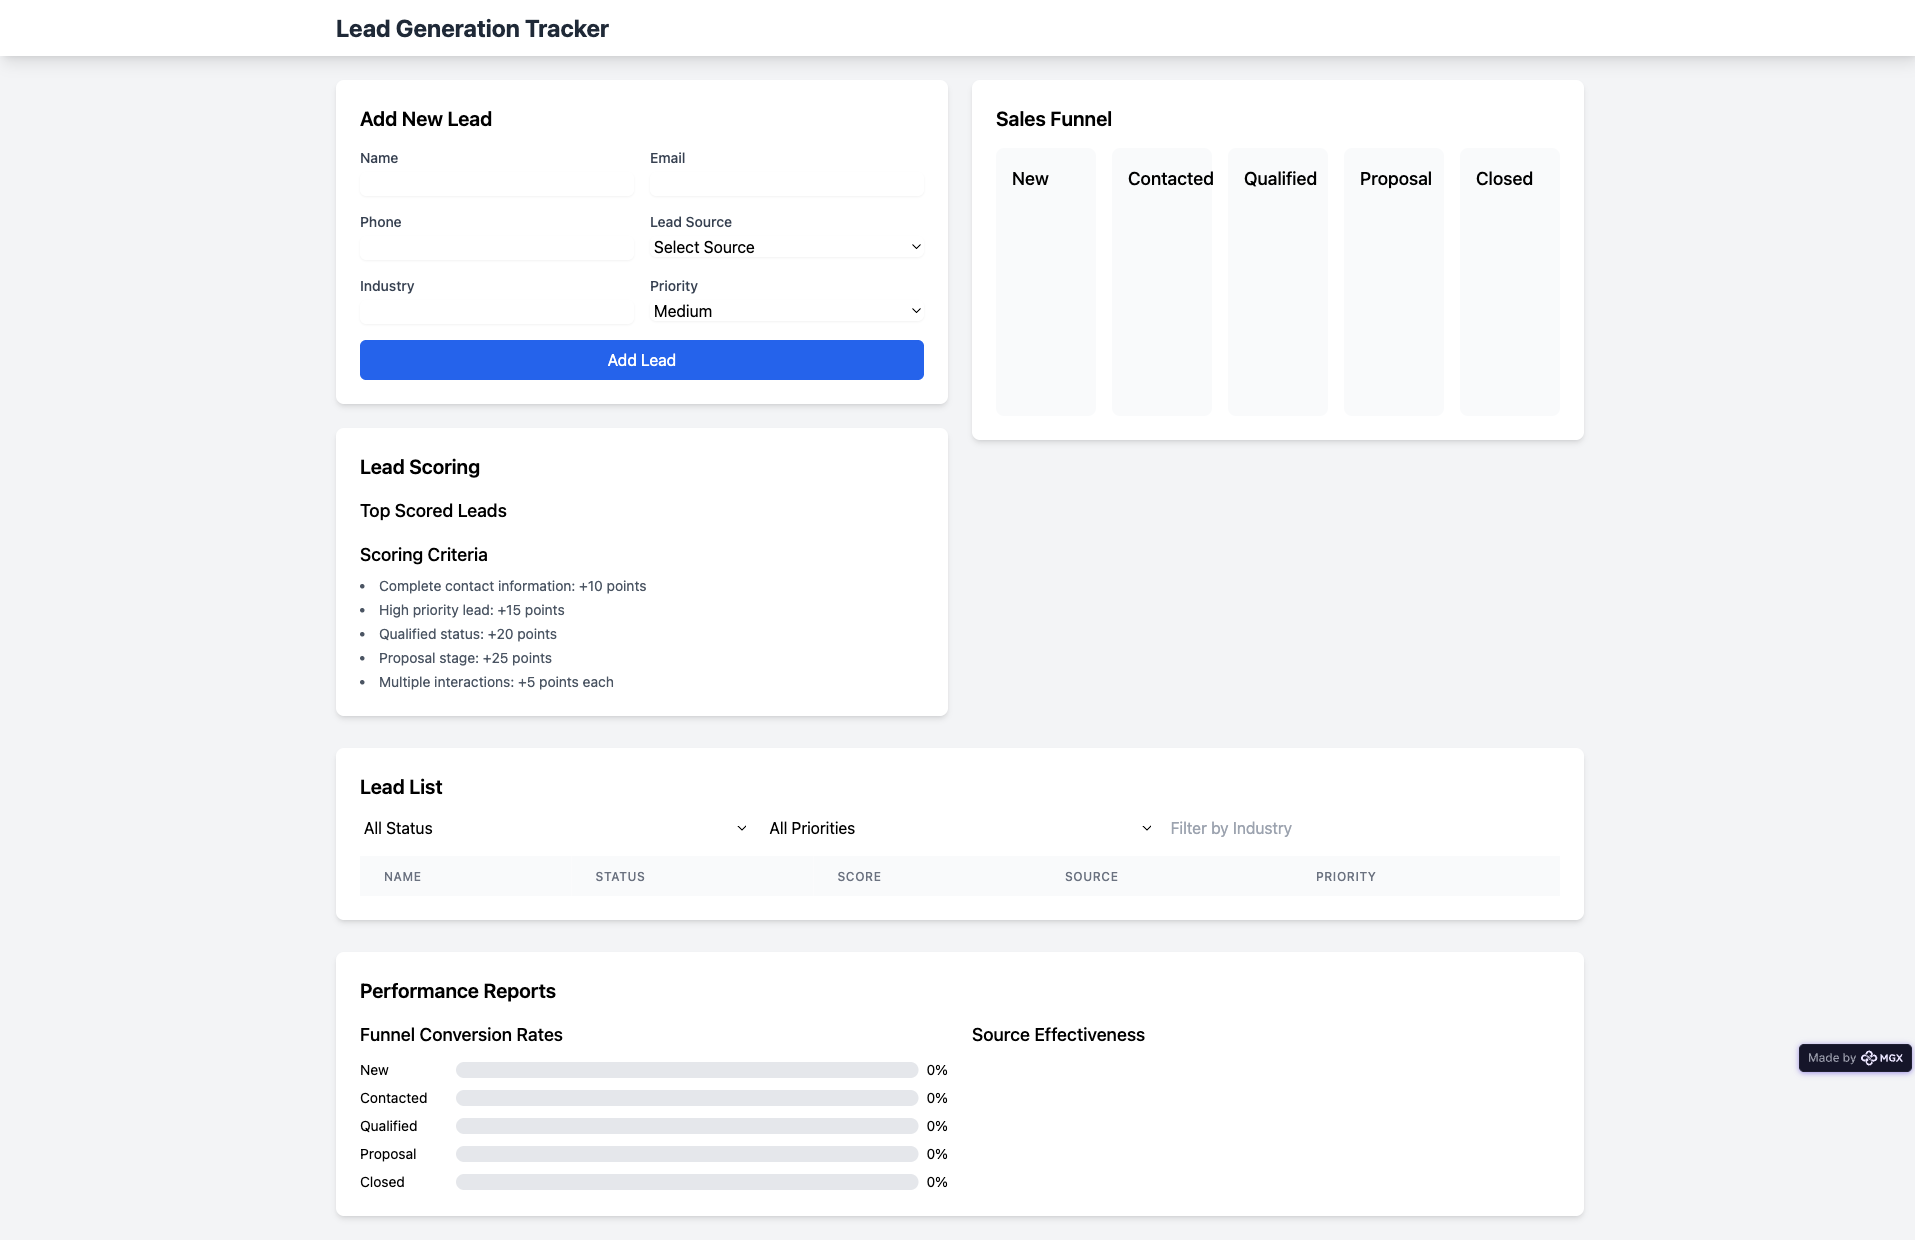 Lead Generation Tracker
Add New Lead
Name
Email
Phone
Lead Source
Select Source
Industry
Priority
Medium
Add Lead
Sales Funnel
New
Contacted
Qualified
Proposal
Closed
Lead Scoring
Top Scored Leads
Scoring Criteria
• Complete contact information: +10 points
• High priority lead: +15 points
• Qualified status: +20 points
• Proposal stage: +25 points
• Multiple interactions: +5 points each
Lead List
All Status
All Priorities
Filter by Industry
NAME STATUS SCORE SOURCE PRIORITY
Performance Reports
Funnel Conversion Rates
New 0%
Contacted 0%
Qualified 0%
Proposal 0%
Closed 0%
Source Effectiveness
Made by MGX